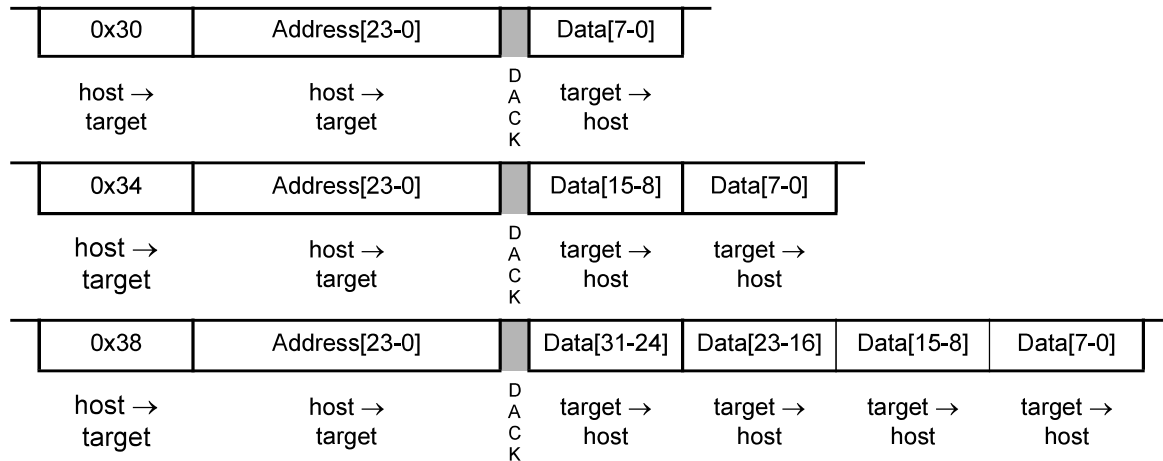 0x30 Address[23-0] Data[7-0]
host → host → D A C K target →
target target host
0x34 Address[23-0] Data[15-8] Data[7-0]
host → host → D A C K target → target →
target target host host
0x38 Address[23-0] Data[31-24] Data[23-16] Data[15-8] Data[7-0]
host → host → D A C K target → target → target → target →
target target host host host host